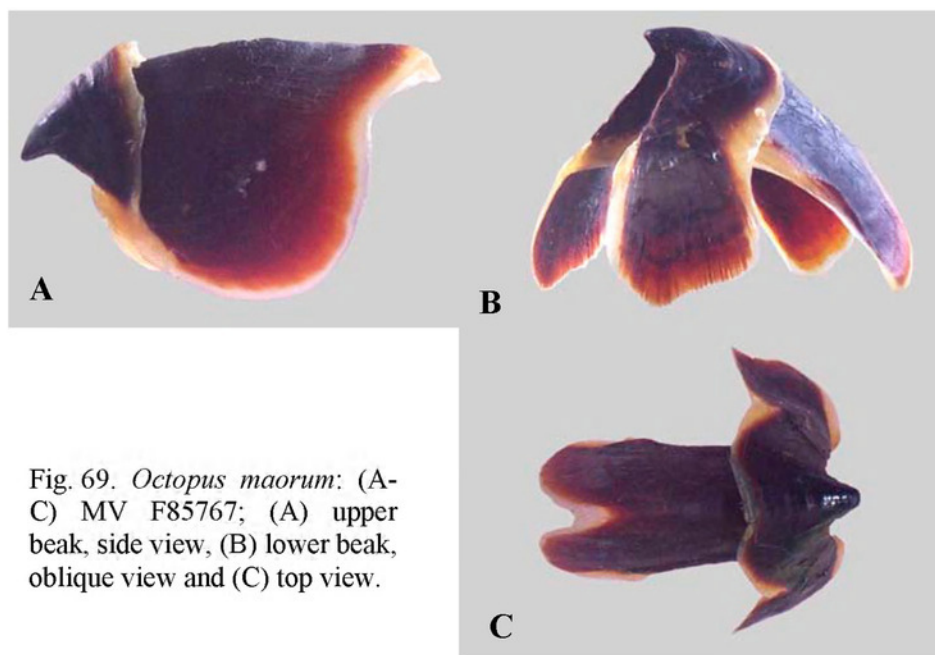 A
B
Fig. 69. Octopus maorum: (A-
C) MV F85767; (A) upper
beak, side view, (B) lower beak,
oblique view and (C) top view.
C